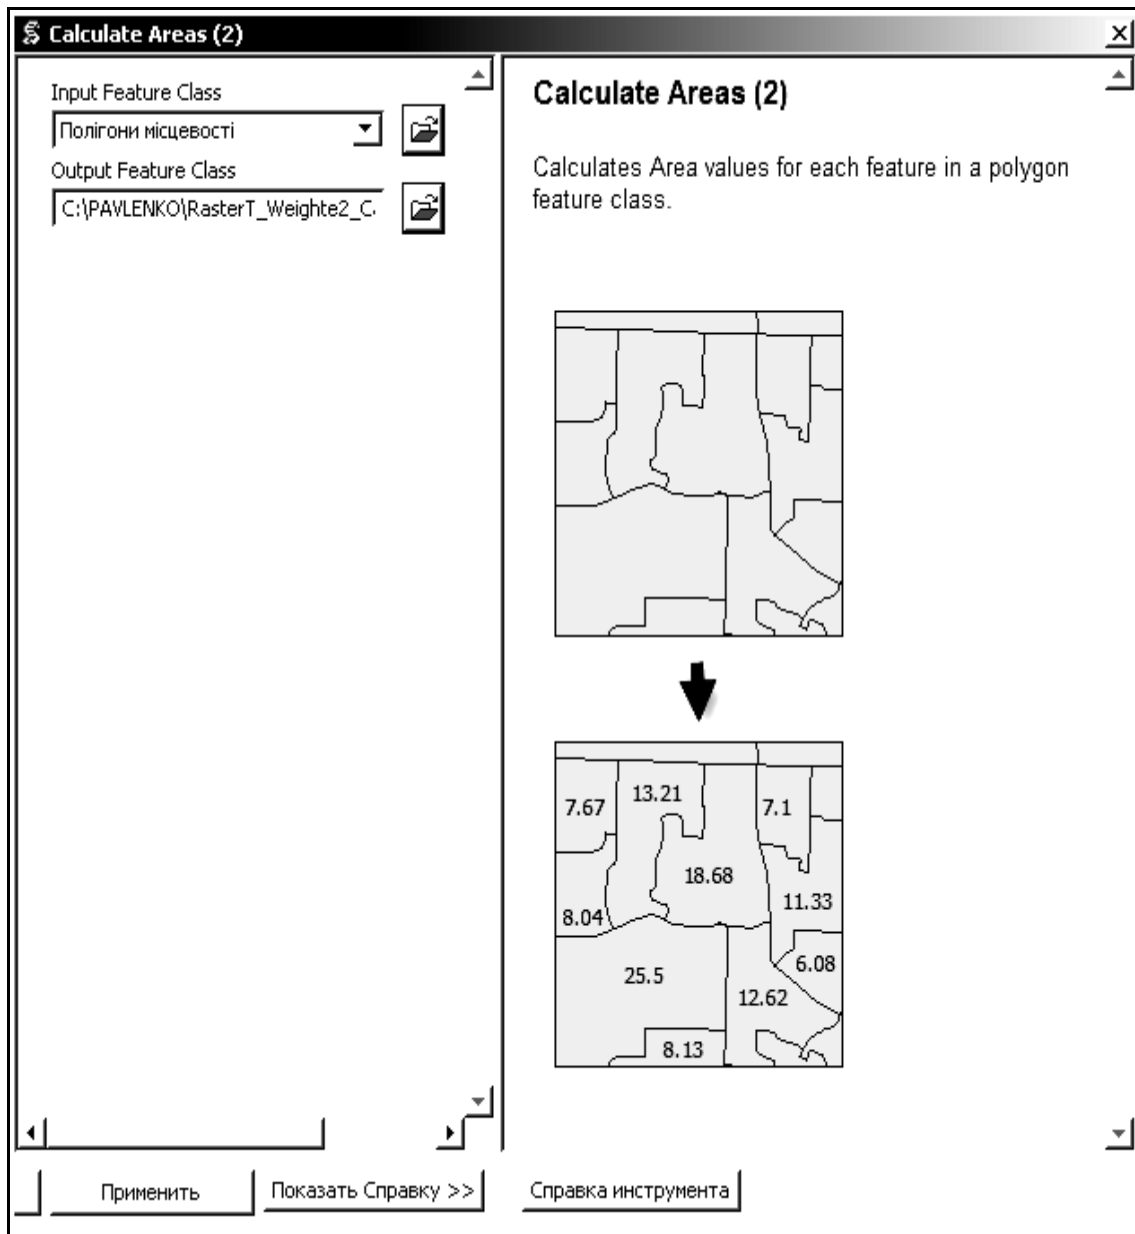 Calculate Areas (2)
Input Feature Class
Полігони місцевості
Output Feature Class
C:\PAVLENKO\RasterT_Weighte2_C
Calculate Areas (2)
Calculates Area values for each feature in a polygon
feature class.
7.67
13.21
7.1
18.68
11.33
8.04
6.08
25.5
12.62
8.13
Применить
Показать Справку >>
Справка инструмента